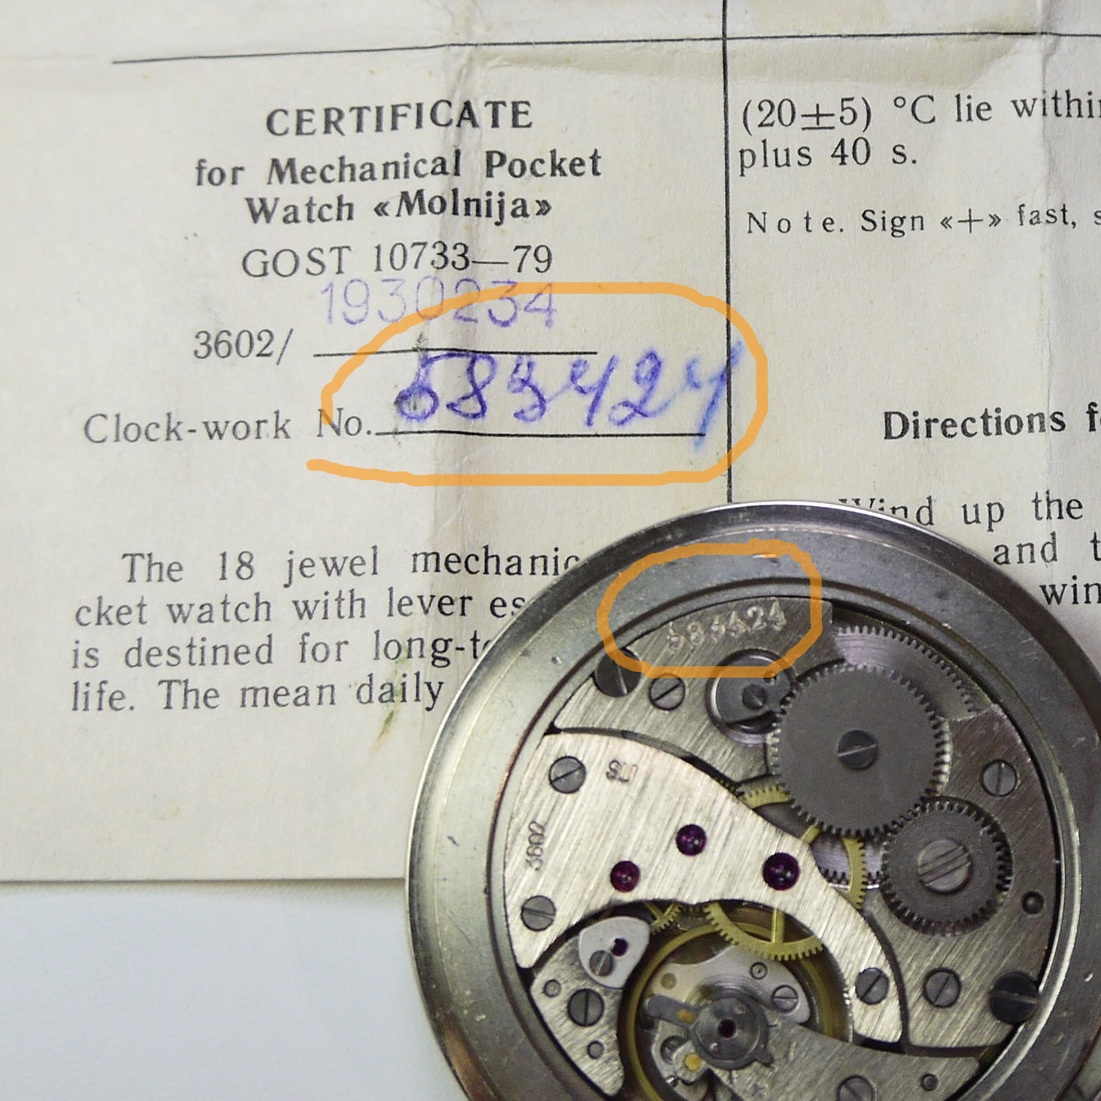 CERTIFICATE
for Mechanical Pocket
Watch «Molnija»
GOST 10733—79
1930234
3602/
Clock-work No. 583424
The 18 jewel mechanic
cket watch with lever es
is destined for long-t
life. The mean daily
(20±5) °C lie within
plus 40 s.
Note. Sign «+» fast, s
Directions f
Wind up the
and t
win
583424
SU
3602